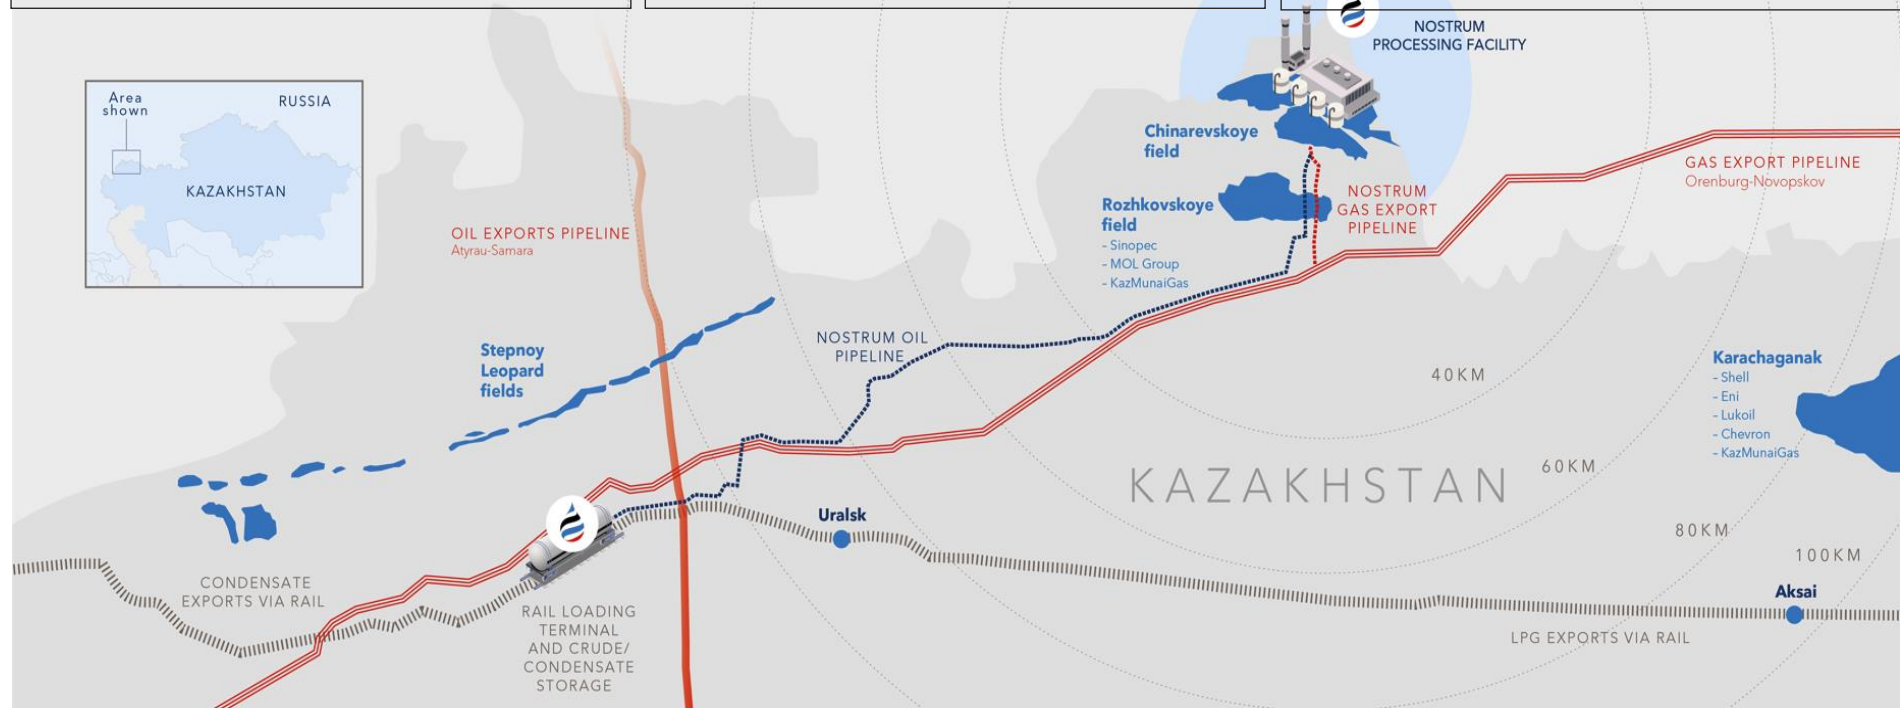 NOSTRUM
PROCESSING FACILITY
Area
shown
RUSSIA
KAZAKHSTAN
Chinarevskoye
field
GAS EXPORT PIPELINE
Orenburg-Novopskov
NOSTRUM
GAS EXPORT
PIPELINE
Rozhkovskoye
field
- Sinopec
- MOL Group
- KazMunaiGas
OIL EXPORTS PIPELINE
Atyrau-Samara
NOSTRUM OIL
PIPELINE
Stepnoy
Leopard
fields
40KM
Karachaganak
- Shell
- Eni
- Lukoil
- Chevron
- KazMunaiGas
KAZAKHSTAN
60KM
80KM
100KM
Uralsk
CONDENSATE
EXPORTS VIA RAIL
RAIL LOADING
TERMINAL
AND CRUDE/
CONDENSATE
STORAGE
Aksai
LPG EXPORTS VIA RAIL